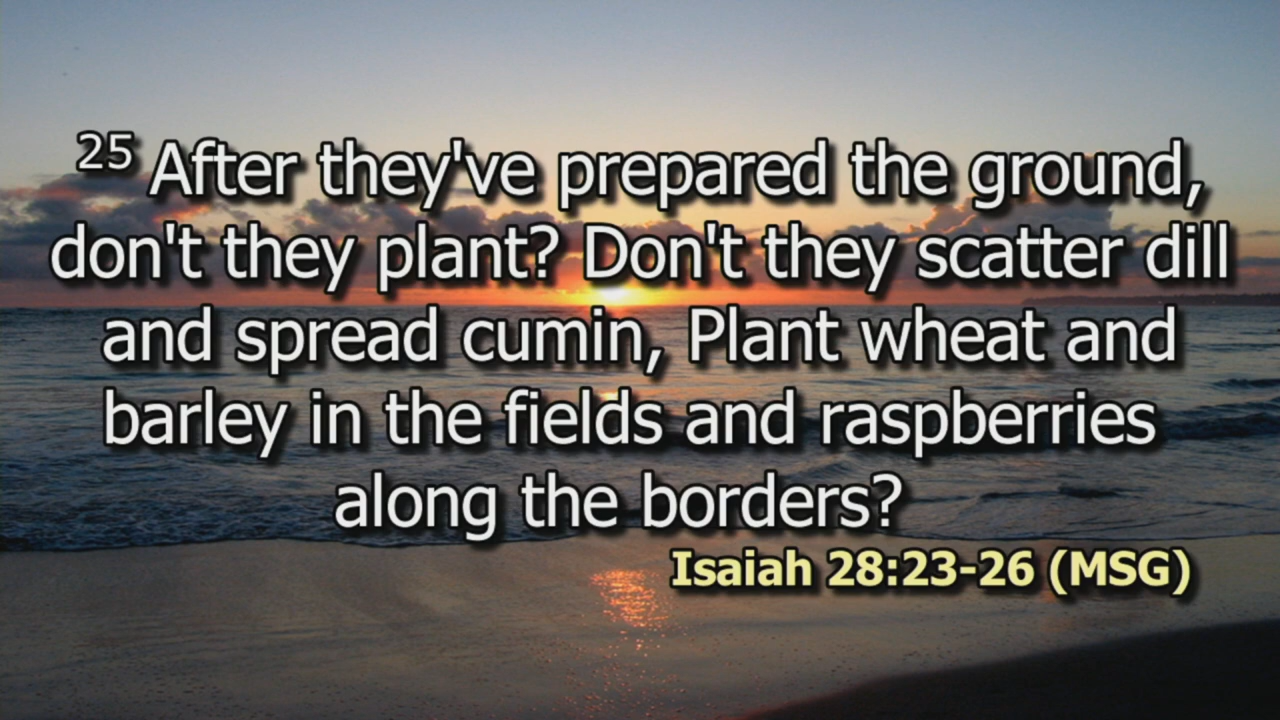 25 After they've prepared the ground,
don't they plant? Don't they scatter dill
and spread cumin, Plant wheat and
barley in the fields and raspberries
along the borders?
Isaiah 28:23-26 (MSG)